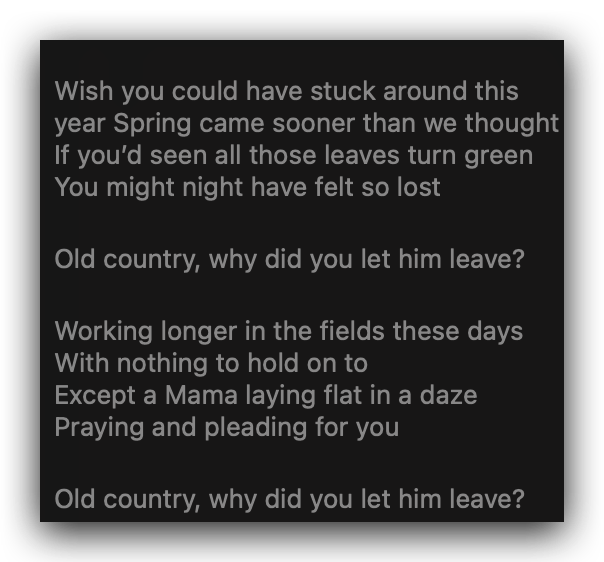 Wish you could have stuck around this
year Spring came sooner than we thought
If you’d seen all those leaves turn green
You might night have felt so lost
Old country, why did you let him leave?
Working longer in the fields these days
With nothing to hold on to
Except a Mama laying flat in a daze
Praying and pleading for you
Old country, why did you let him leave?